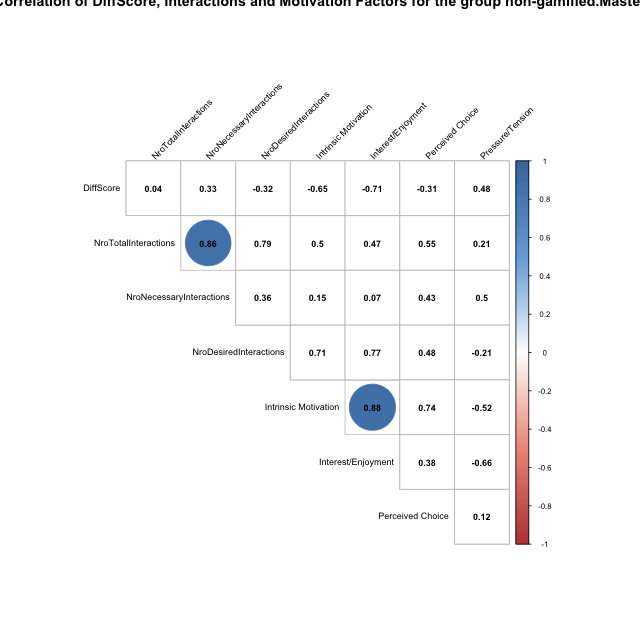 Correlation of DiffScore, Interactions and Motivation Factors for the group non-gamified.Maste
NroTotalInteractions
NroNecessaryInteractions
NroDesiredInteractions
Intrinsic Motivation
Interest/Enjoyment
Perceived Choice
Pressure/Tension
DiffScore 0.04 0.33 -0.32 -0.65 -0.71 -0.31 0.48
NroTotalInteractions 0.86 0.79 0.5 0.47 0.55 0.21
NroNecessaryInteractions 0.36 0.15 0.07 0.43 0.5
NroDesiredInteractions 0.71 0.77 0.48 -0.21
Intrinsic Motivation 0.88 0.74 -0.52
Interest/Enjoyment 0.38 -0.66
Perceived Choice 0.12
1
0.8
0.6
0.4
0.2
0
-0.2
-0.4
-0.6
-0.8
-1